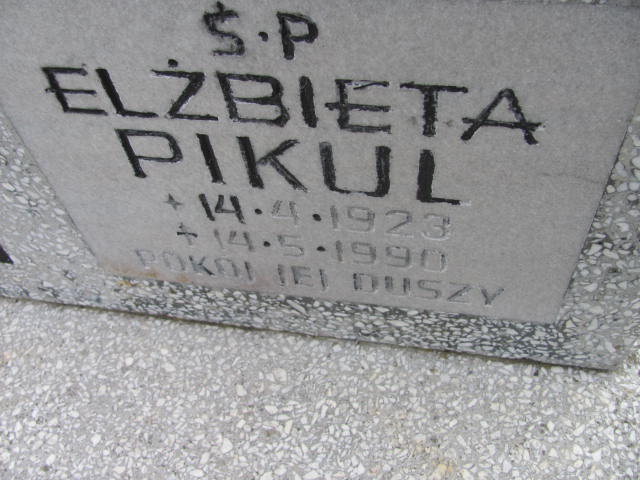 Ś.P
ELŻBIETA
PIKUL
+ 14.4.1923
+ 14.5.1990
POKÓJ JEJ DUSZY